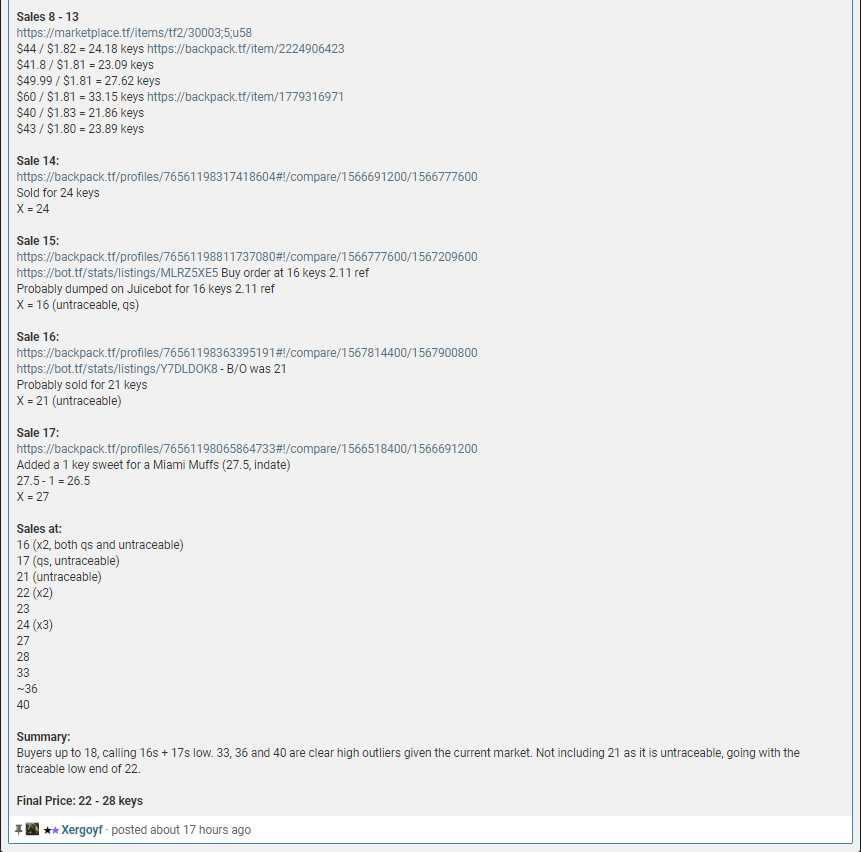 Sales 8 - 13
https://marketplace.tf/items/tf2/30003;5;u58
$44 / $1.82 = 24.18 keys https://backpack.tf/item/2224906423
$41.8 / $1.81 = 23.09 keys
$49.99 / $1.81 = 27.62 keys
$60 / $1.81 = 33.15 keys https://backpack.tf/item/1779316971
$40 / $1.83 = 21.86 keys
$43 / $1.80 = 23.89 keys
Sale 14:
https://backpack.tf/profiles/76561198317418604#!/compare/1566691200/1566777600
Sold for 24 keys
X = 24
Sale 15:
https://backpack.tf/profiles/76561198811737080#!/compare/1566777600/1567209600
https://bot.tf/stats/listings/MLRZ5XE5 Buy order at 16 keys 2.11 ref
Probably dumped on Juicebot for 16 keys 2.11 ref
X = 16 (untraceable, qs)
Sale 16:
https://backpack.tf/profiles/76561198363395191#!/compare/1567814400/1567900800
https://bot.tf/stats/listings/Y7DLDOK8 - B/O was 21
Probably sold for 21 keys
X = 21 (untraceable)
Sale 17:
https://backpack.tf/profiles/76561198065864733#!/compare/1566518400/1566691200
Added a 1 key sweet for a Miami Muffs (27.5, indate)
27.5 - 1 = 26.5
X = 27
Sales at:
16 (x2, both qs and untraceable)
17 (qs, untraceable)
21 (untraceable)
22 (x2)
23
24 (x3)
27
28
33
~36
40
Summary:
Buyers up to 18, calling 16s + 17s low. 33, 36 and 40 are clear high outliers given the current market. Not including 21 as it is untraceable, going with the
traceable low end of 22.
Final Price: 22 - 28 keys
Xergoyf · posted about 17 hours ago